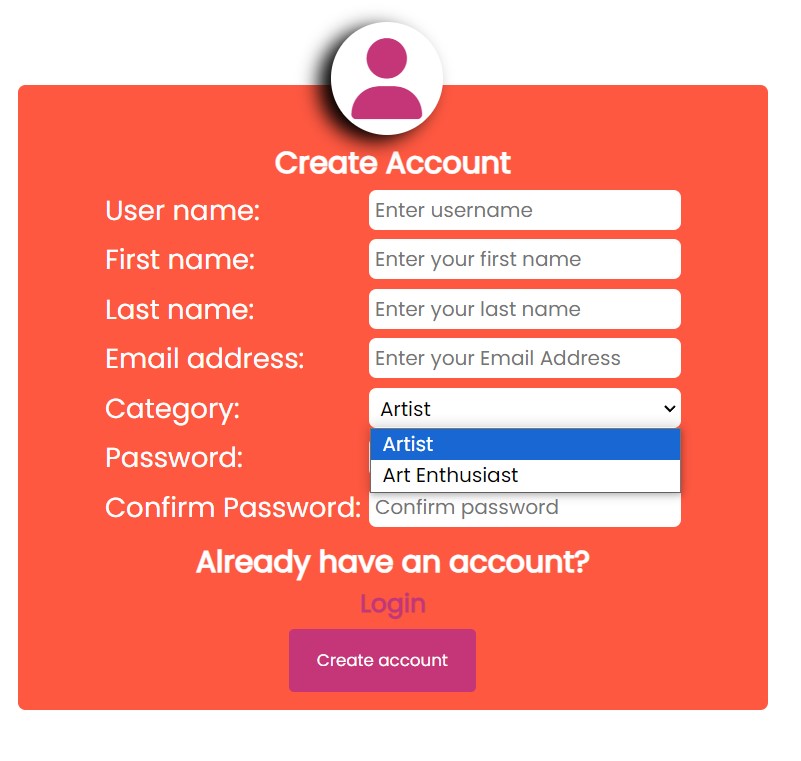 Create Account
User name: Enter username
First name: Enter your first name
Last name: Enter your last name
Email address: Enter your Email Address
Category: Artist
Artist
Password:
Art Enthusiast
Confirm Password: Confirm password
Already have an account?
Login
Create account